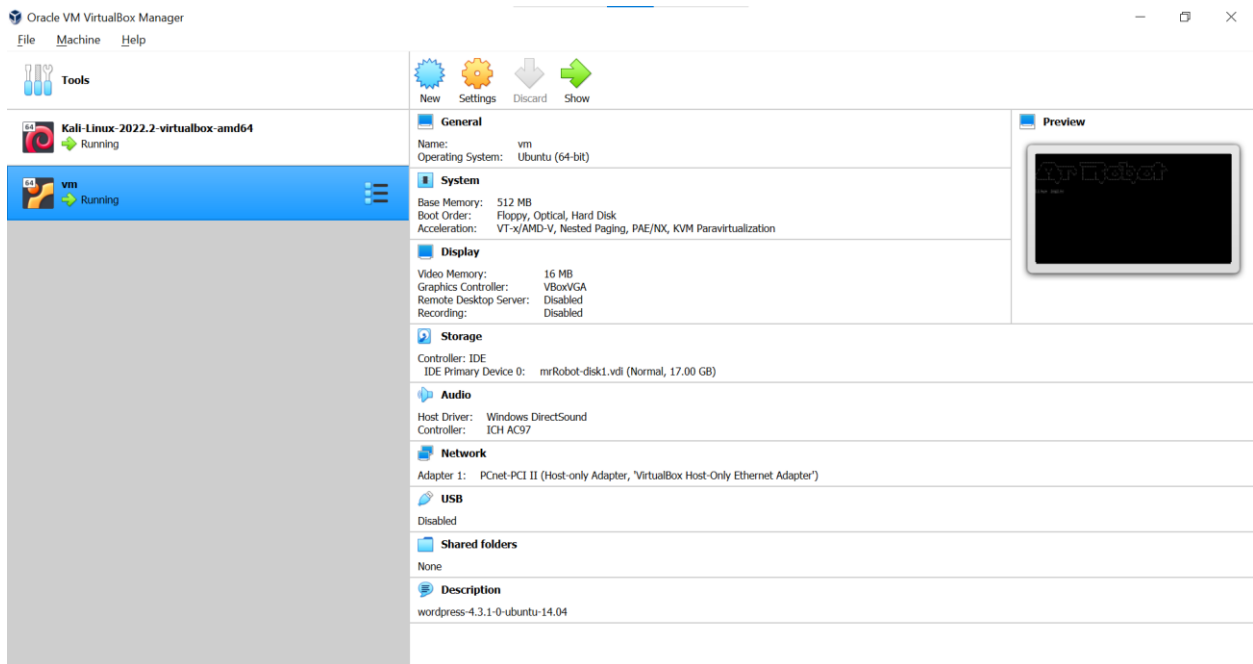 Oracle VM VirtualBox Manager
File Machine Help
Tools
64
Kali-Linux-2022.2-virtualbox-amd64
Running
64
vm
Running
New Settings Discard Show
General
Name: vm
Operating System: Ubuntu (64-bit)
System
Base Memory: 512 MB
Boot Order: Floppy, Optical, Hard Disk
Acceleration: VT-x/AMD-V, Nested Paging, PAE/NX, KVM Paravirtualization
Display
Video Memory: 16 MB
Graphics Controller: VBoxVGA
Remote Desktop Server: Disabled
Recording: Disabled
Storage
Controller: IDE
IDE Primary Device 0: mrRobot-disk1.vdi (Normal, 17.00 GB)
Audio
Host Driver: Windows DirectSound
Controller: ICH AC97
Network
Adapter 1: PCnet-PCI II (Host-only Adapter, 'VirtualBox Host-Only Ethernet Adapter')
USB
Disabled
Shared folders
None
Description
wordpress-4.3.1-0-ubuntu-14.04
Preview
Mr Robot